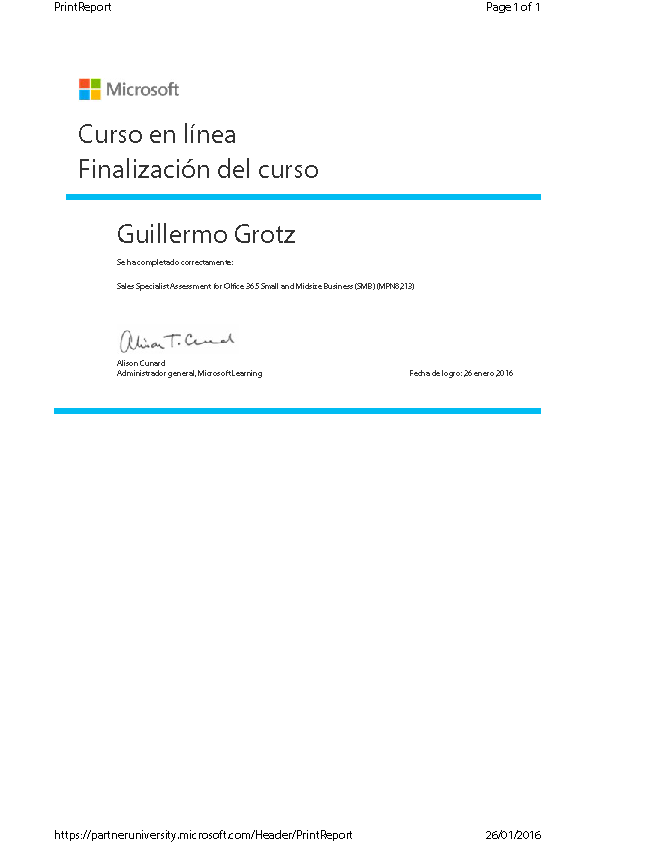 PrintReport
Page 1 of 1
Microsoft
Curso en línea
Finalización del curso
Guillermo Grotz
Se ha completado correctamente:
Sales Specialist Assessment for Office 365 Small and Midsize Business (SMB) (MPN8213)
Alison T. Cunard
Alison Cunard
Administrador general, Microsoft Learning
Fecha de logro: 26 enero 2016
https://partneruniversity.microsoft.com/Header/PrintReport
26/01/2016